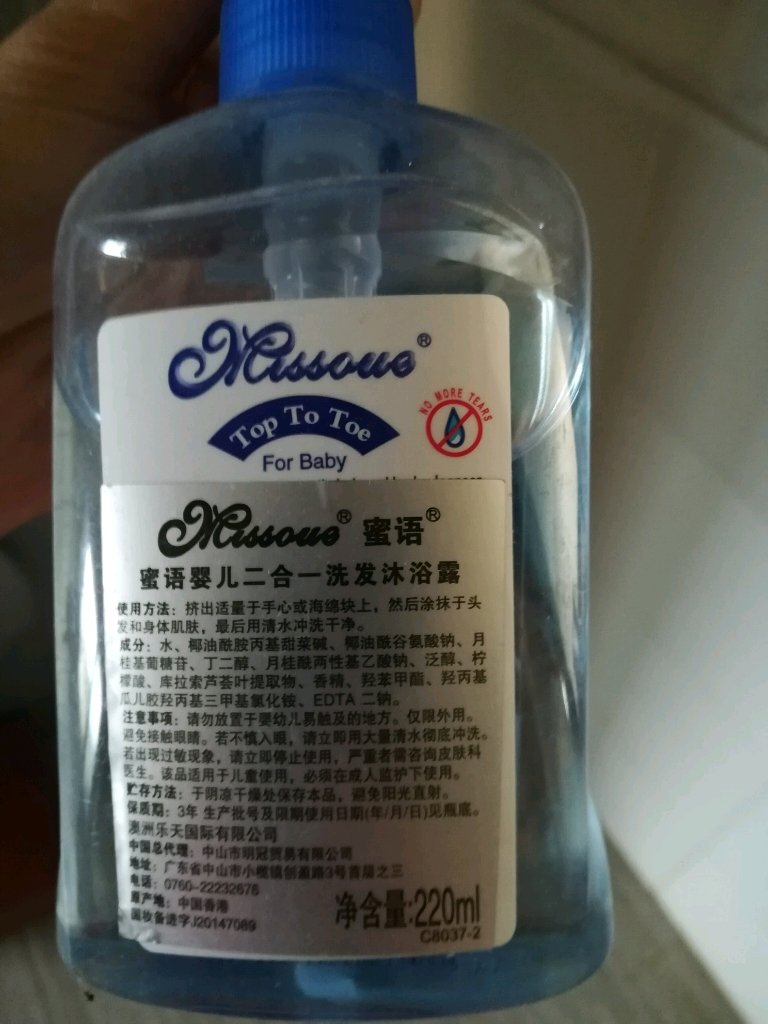 Missoue®
Top To Toe
For Baby
NO MORE TEARS
Missoue® 蜜语®
蜜语婴儿二合一洗发沐浴露
使用方法：挤出适量于手心或海绵块上，然后涂抹于头
发和身体肌肤，最后用清水冲洗干净。
成分：水、椰油酰胺丙基甜菜碱、椰油酰谷氨酸钠、月
桂基葡糖苷、丁二醇、月桂酰两性基乙酸钠、泛醇、柠
檬酸、库拉索芦荟叶提取物、香精、羟苯甲酯、羟丙基
瓜儿胶羟丙基三甲基氯化铵、EDTA 二钠。
注意事项：请勿放置于婴幼儿易触及的地方。仅限外用。
避免接触眼睛。若不慎入眼，请立即用大量清水彻底冲洗。
若出现过敏现象，请立即停止使用，严重者需咨询皮肤科
医生。该品适用于儿童使用，必须在成人监护下使用。
贮存方法：于阴凉干燥处保存本品，避免阳光直射。
保质期：3年 生产批号及限期使用日期(年/月/日)见瓶底。
澳洲乐天国际有限公司
中国总代理：中山市明冠贸易有限公司
地址：广东省中山市小榄镇创盈路3号首层之三
电话：0760-22232676
原产地：中国香港
国妆备进字J20147089
净含量:220ml
C8037-2